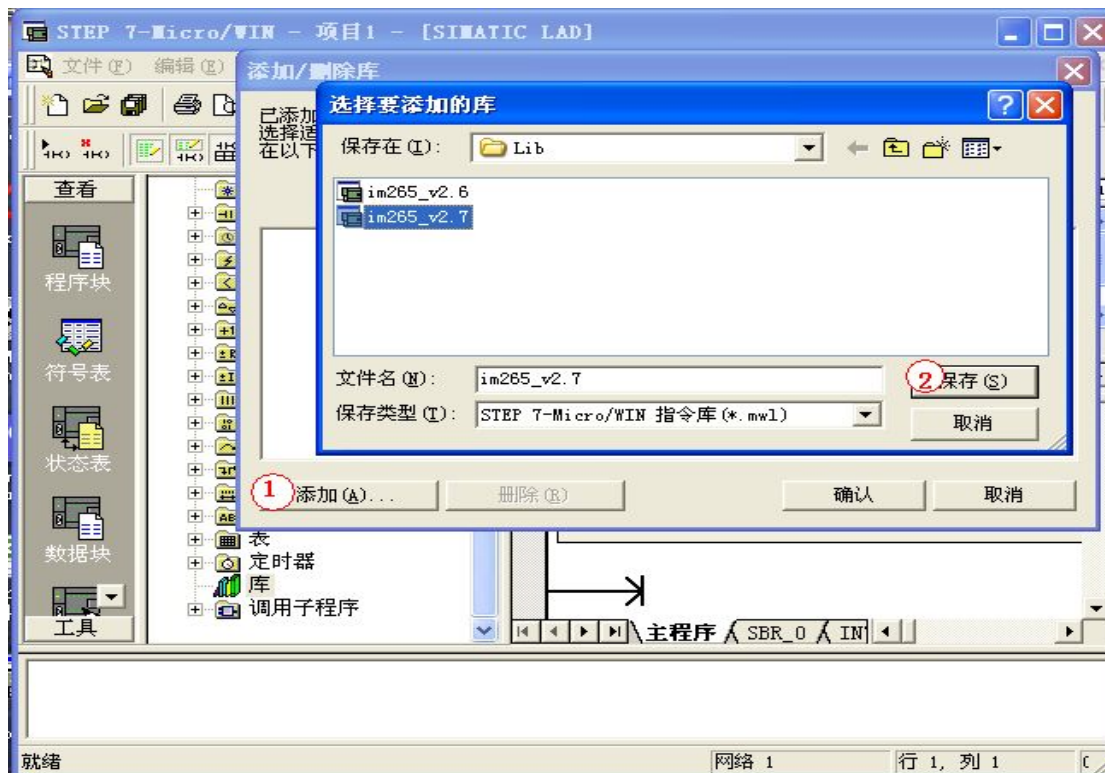 STEP 7-Micro/WIN - 项目1 - [SIMATIC LAD]
文件(F) 编辑(E)
添加/删除库
已添加
选择适
在以下
选择要添加的库
保存在(I): Lib
im265_v2.6
im265_v2.7
文件名(N): im265_v2.7
保存类型(T): STEP 7-Micro/WIN 指令库(*.mwl)
2 保存(S)
取消
1 添加(A)... 删除(R) 确认 取消
查看
程序块
符号表
状态表
数据块
工具
表
定时器
库
调用子程序
主程序 SBR_0 INT
就绪 网络 1 行 1, 列 1